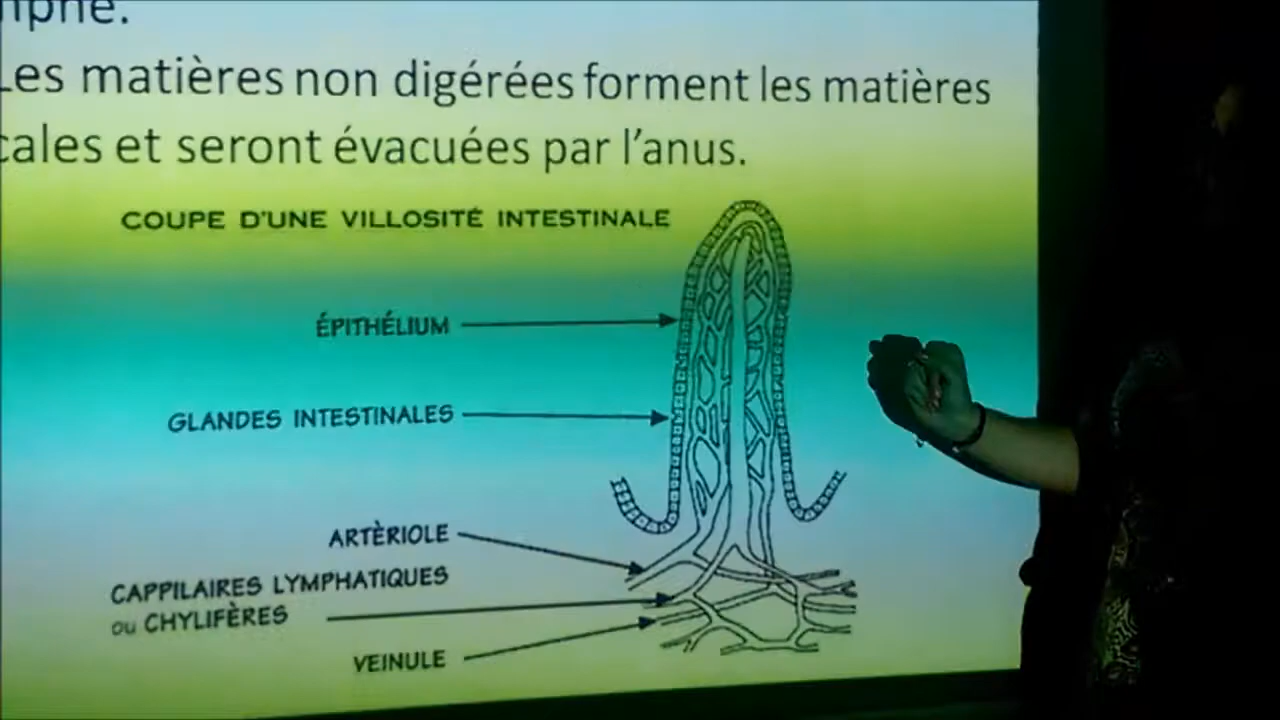 Les matières non digérées forment les matières
cales et seront évacuées par l'anus.
COUPE D'UNE VILLOSITÉ INTESTINALE
ÉPITHÉLIUM
GLANDES INTESTINALES
ARTÈRIOLE
CAPPILAIRES LYMPHATIQUES
ou CHYLIFÈRES
VEINULE